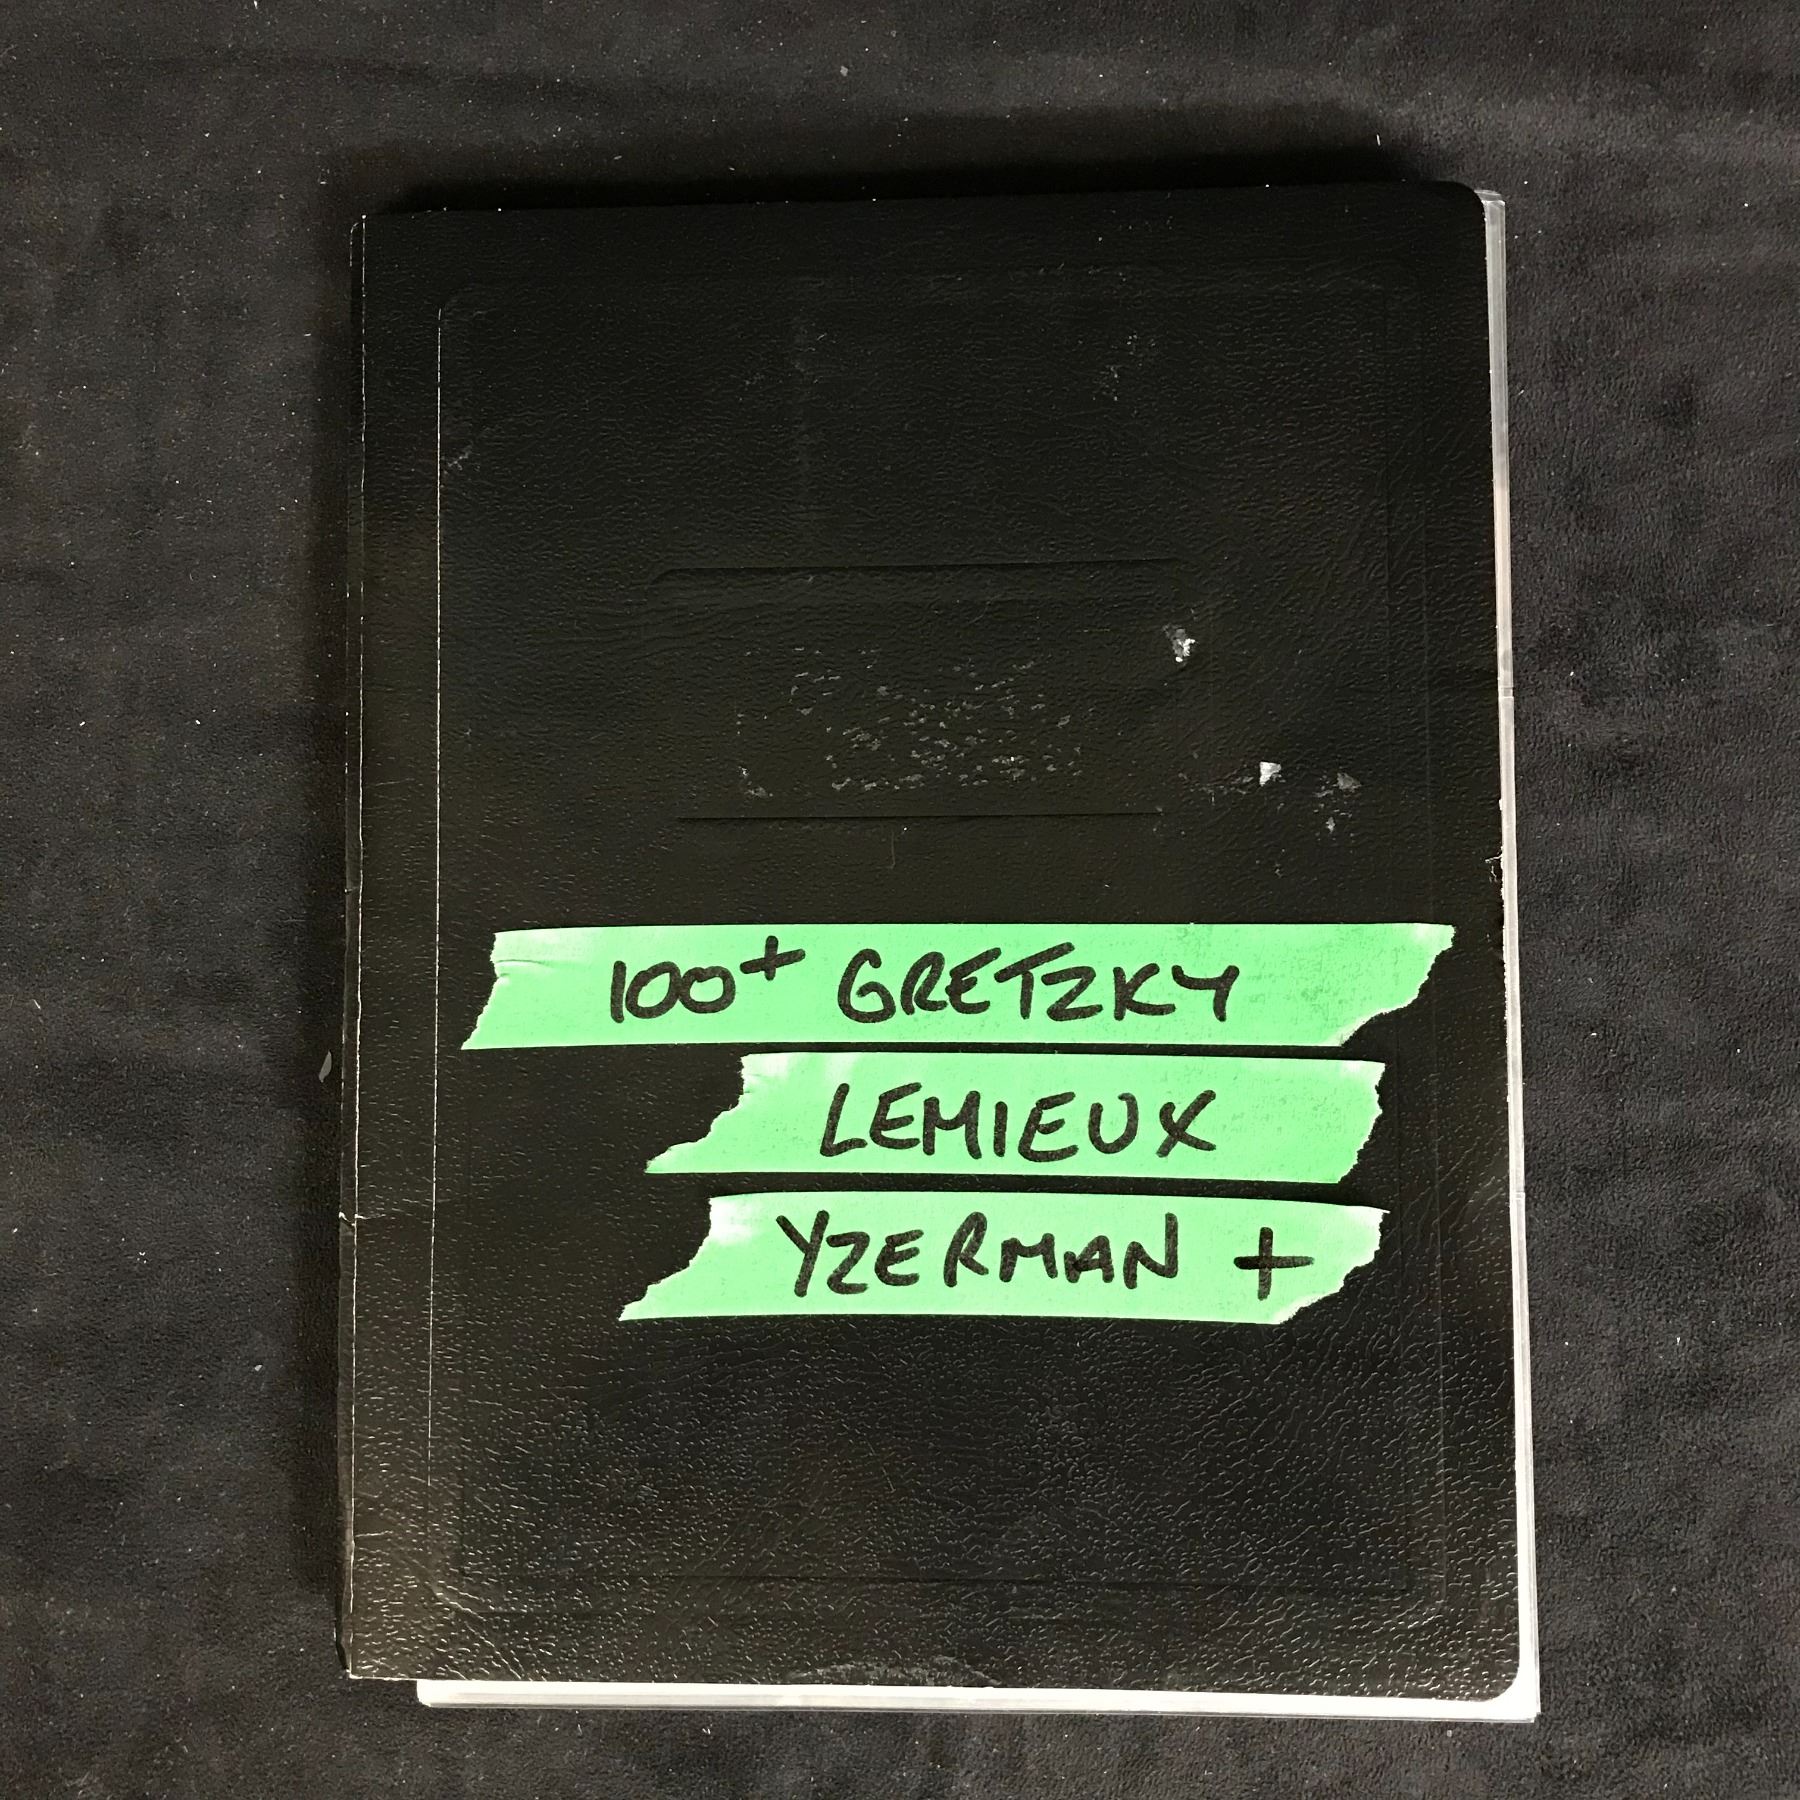 100+ GRETZKY
LEMIEUX
YZERMAN +